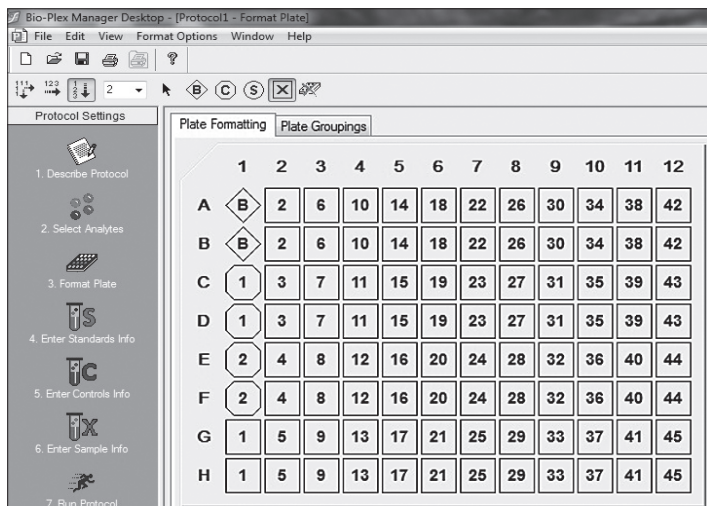 Bio-Plex Manager Desktop - [Protocol1 - Format Plate]
File Edit View Format Options Window Help
2
B C S X
Protocol Settings
1. Describe Protocol
2. Select Analytes
3. Format Plate
4. Enter Standards Info
5. Enter Controls Info
6. Enter Sample Info
7. Run Protocol
Plate Formatting Plate Groupings
1 2 3 4 5 6 7 8 9 10 11 12
A B 2 6 10 14 18 22 26 30 34 38 42
B B 2 6 10 14 18 22 26 30 34 38 42
C 1 3 7 11 15 19 23 27 31 35 39 43
D 1 3 7 11 15 19 23 27 31 35 39 43
E 2 4 8 12 16 20 24 28 32 36 40 44
F 2 4 8 12 16 20 24 28 32 36 40 44
G 1 5 9 13 17 21 25 29 33 37 41 45
H 1 5 9 13 17 21 25 29 33 37 41 45